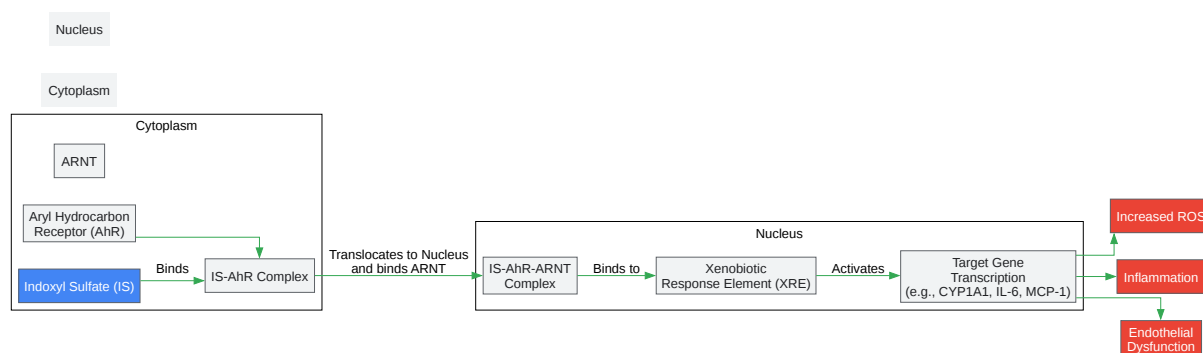 Nucleus
Cytoplasm
Cytoplasm
ARNT
Aryl Hydrocarbon
Receptor (AhR)
Indoxyl Sulfate (IS)
Binds
IS-AhR Complex
Translocates to Nucleus
and binds ARNT
Nucleus
IS-AhR-ARNT
Complex
Binds to
Xenobiotic
Response Element (XRE)
Activates
Target Gene
Transcription
(e.g., CYP1A1, IL-6, MCP-1)
Increased ROS
Inflammation
Endothelial
Dysfunction